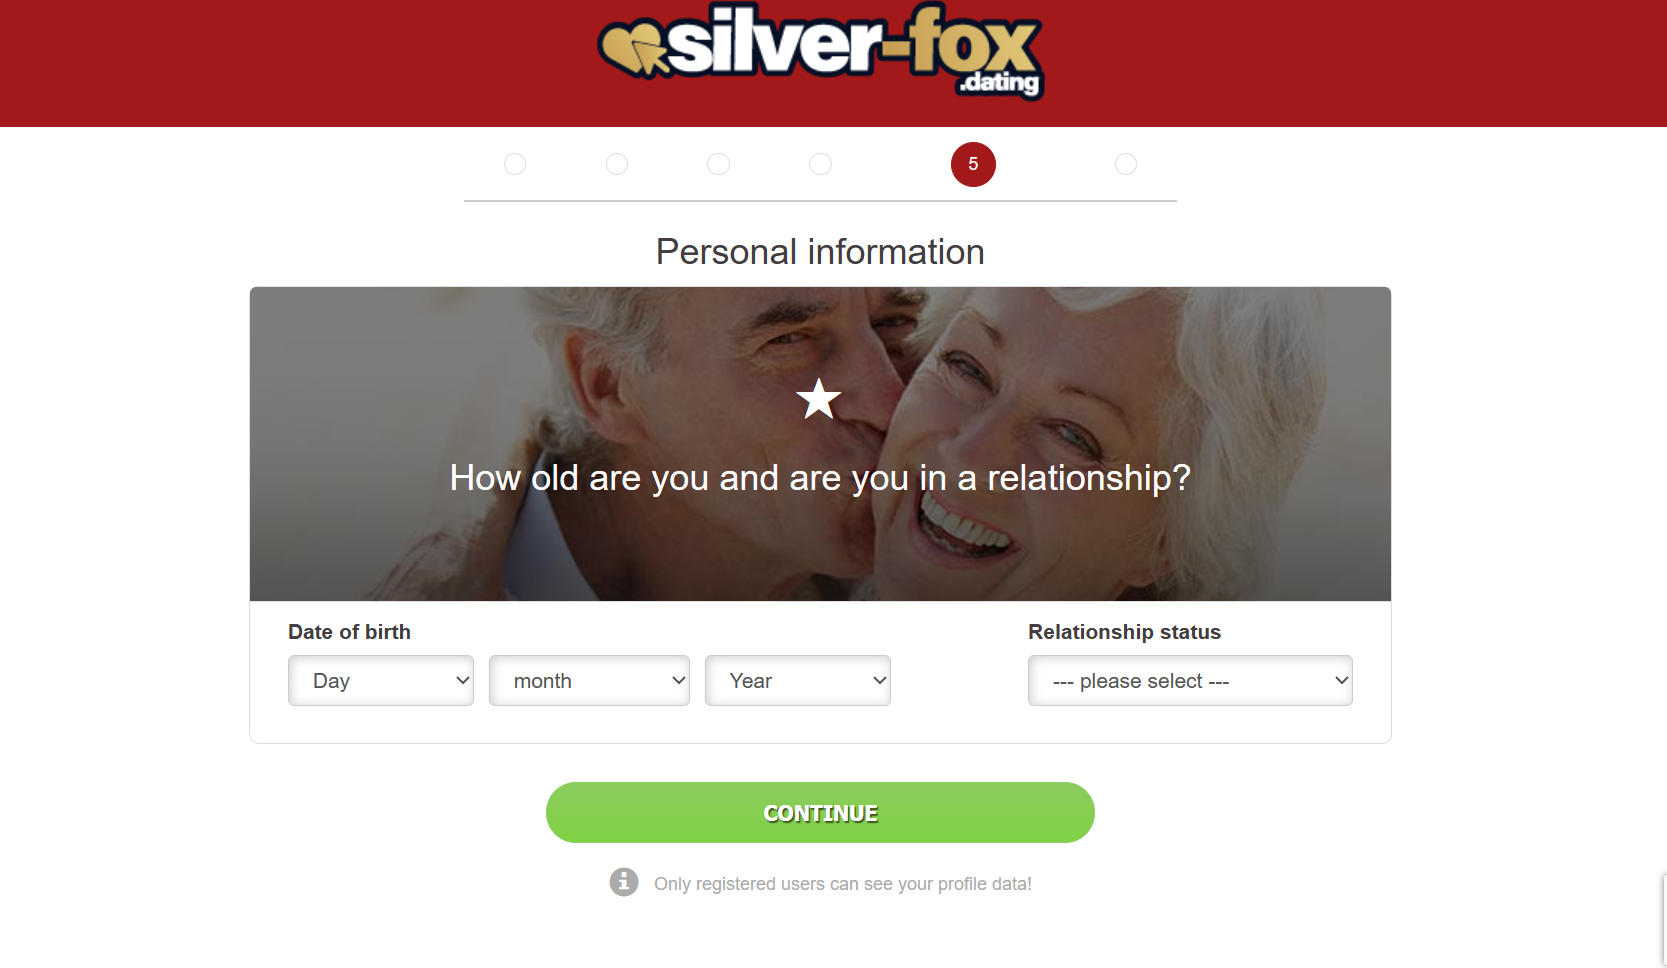 silver-fox
.dating
5
Personal information
How old are you and are you in a relationship?
Date of birth
Relationship status
Day
month
Year
--- please select ---
CONTINUE
Only registered users can see your profile data!